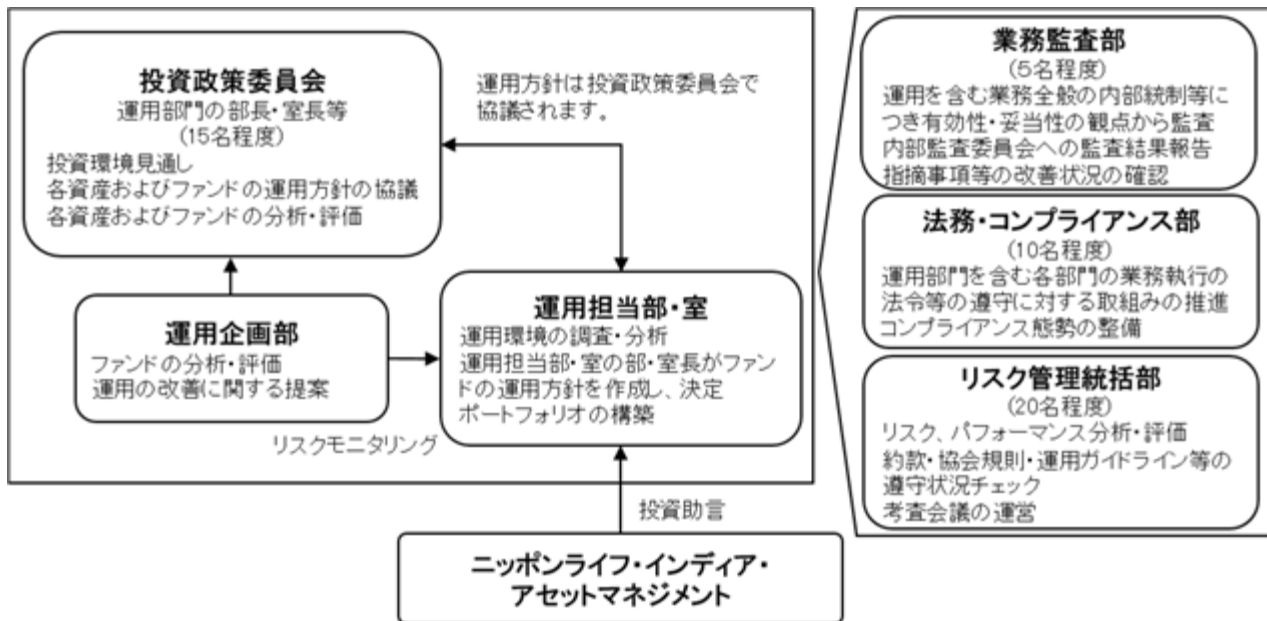 投資政策委員会
運用部門の部長・室長等
(15名程度)
投資環境見通し
各資産およびファンドの運用方針の協議
各資産およびファンドの分析・評価
運用方針は投資政策委員会で
協議されます。
運用企画部
ファンドの分析・評価
運用の改善に関する提案
リスクモニタリング
運用担当部・室
運用環境の調査・分析
運用担当部・室の部・室長がファン
ドの運用方針を作成し、決定
ポートフォリオの構築
投資助言
ニッポンライフ・インディア・
アセットマネジメント
業務監査部
(5名程度)
運用を含む業務全般の内部統制等に
つき有効性・妥当性の観点から監査
内部監査委員会への監査結果報告
指摘事項等の改善状況の確認
法務・コンプライアンス部
(10名程度)
運用部門を含む各部門の業務執行の
法令等の遵守に対する取組みの推進
コンプライアンス態勢の整備
リスク管理統括部
(20名程度)
リスク、パフォーマンス分析・評価
約款・協会規則・運用ガイドライン等の
遵守状況チェック
考査会議の運営